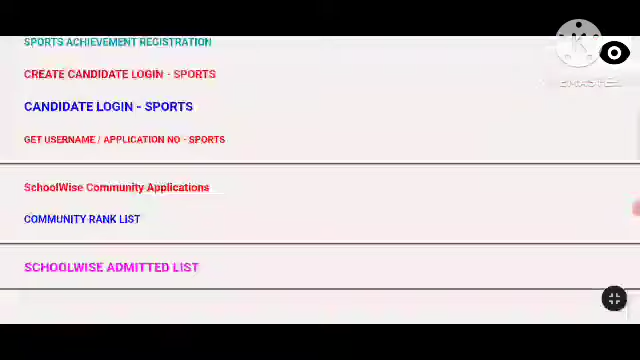 SPORTS ACHIEVEMENT REGISTRATION
CREATE CANDIDATE LOGIN - SPORTS
CANDIDATE LOGIN - SPORTS
GET USERNAME / APPLICATION NO - SPORTS
SchoolWise Community Applications
COMMUNITY RANK LIST
SCHOOLWISE ADMITTED LIST
K